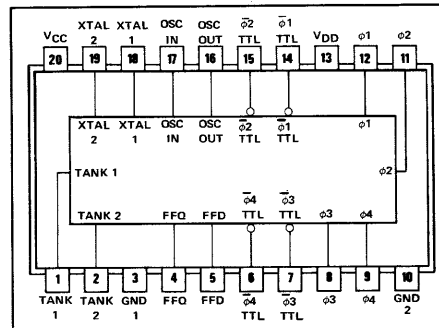 VCC XTAL XTAL OSC OSC φ̅2 φ̅1 VDD φ1 φ2
2 1 IN OUT TTL TTL
20 19 18 17 16 15 14 13 12 11
XTAL XTAL OSC OSC φ̅2 φ̅1 φ1
2 1 IN OUT TTL TTL
TANK 1 φ2
φ̅4 φ̅3
TANK 2 FFQ FFD TTL TTL φ3 φ4
1 2 3 4 5 6 7 8 9 10
TANK TANK GND FFQ FFD φ̅4 φ̅3 φ3 φ4 GND
1 2 1 TTL TTL 2